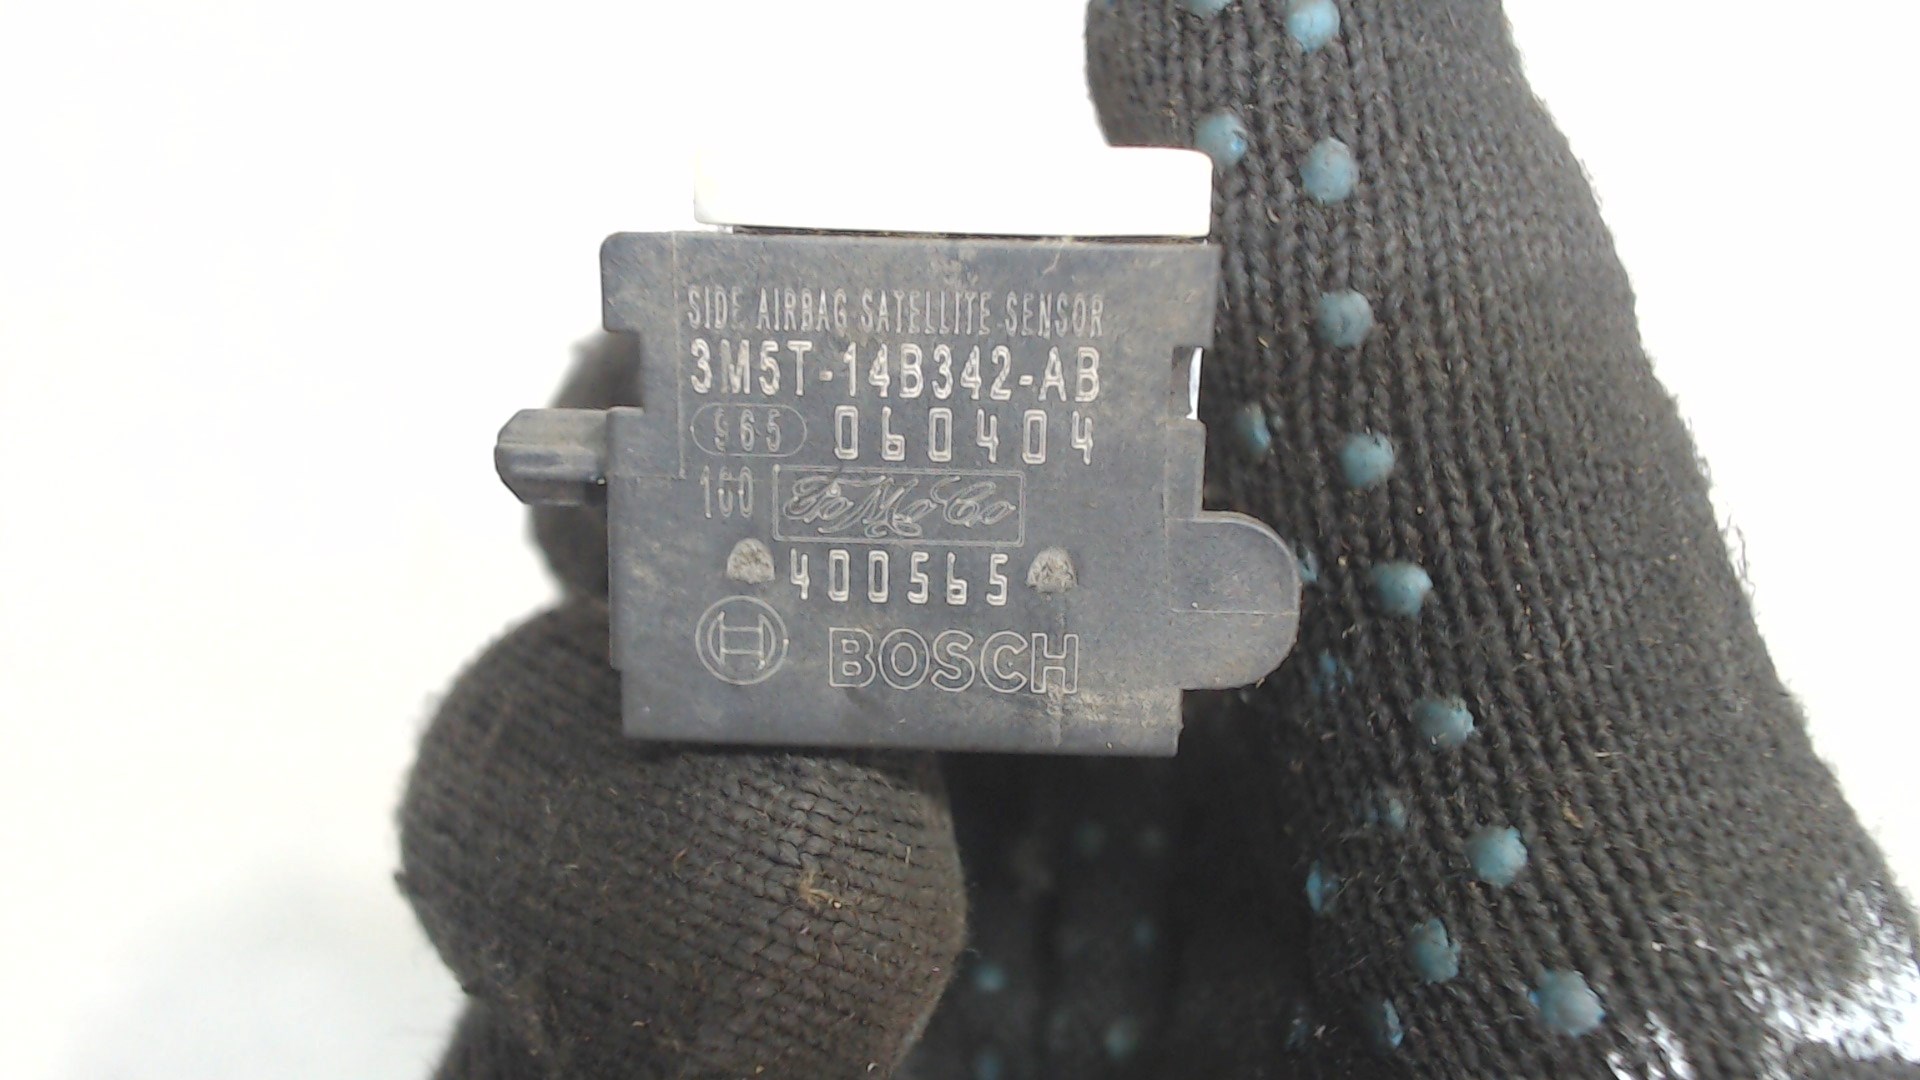 SIDE AIRBAG SATELLITE SENSOR
3M5T-14B342-AB
965 060404
100 FoMoCo
400565
BOSCH